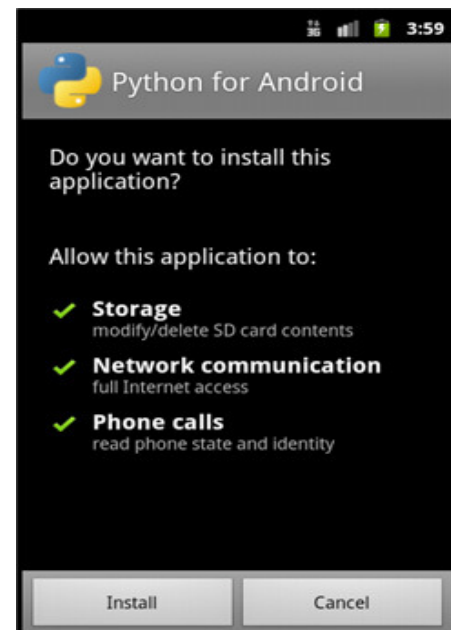 3G 3:59
Python for Android
Do you want to install this
application?
Allow this application to:
Storage
modify/delete SD card contents
Network communication
full Internet access
Phone calls
read phone state and identity
Install Cancel